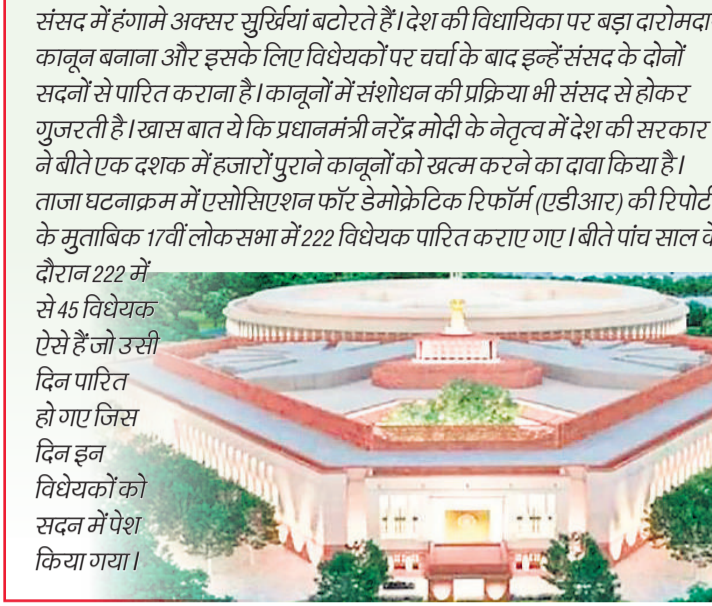 संसद में हंगामे अक्सर सुर्खियां बटोरते हैं। देश की विधायिका पर बड़ा
कानून बनाना और इसके लिए विधेयकों पर चर्चा के बाद इन्हें संसद के दोनों
सदनों से पारित कराना है। कानूनों में संशोधन की प्रक्रिया भी संसद से होकर
गुजरती है। खास बात ये कि प्रधानमंत्री नरेंद्र मोदी के नेतृत्व में देश की सरकार
ने बीते एक दशक में हजारों पुराने कानूनों को खत्म करने का दावा किया है।
ताजा घटनाक्रम में एसोसिएशन फॉर डेमोक्रेटिक रिफॉर्म (एडीआर) की रिपोर्ट
के मुताबिक 17वीं लोकसभा में 222 विधेयक पारित कराए गए। बीते पांच साल के
दौरान 222 में
से 45 विधेयक
ऐसे हैं जो उसी
दिन पारित
हो गए जिस
दिन इन
विधेयकों को
सदन में पेश
किया गया।